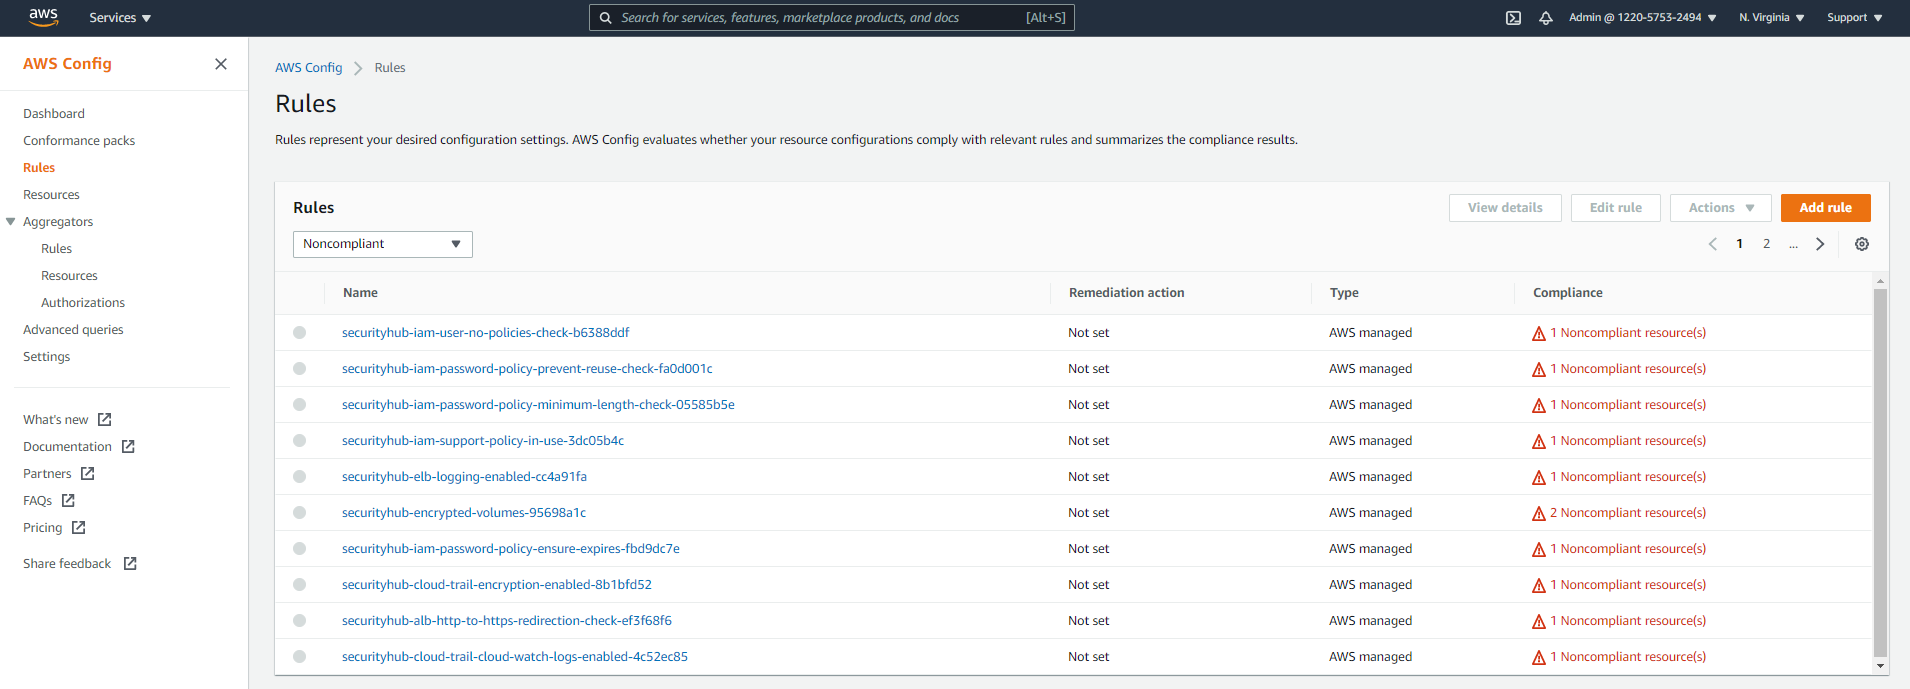 aws
Services
Search for services, features, marketplace products, and docs [Alt+S]
Admin @ 1220-5753-2494
N. Virginia
Support
AWS Config
Dashboard
Conformance packs
Rules
Resources
Aggregators
Rules
Resources
Authorizations
Advanced queries
Settings
What's new
Documentation
Partners
FAQs
Pricing
Share feedback
AWS Config Rules
Rules
Rules represent your desired configuration settings. AWS Config evaluates whether your resource configurations comply with relevant rules and summarizes the compliance results.
Rules
View details
Edit rule
Actions
Add rule
Noncompliant
1 2 ...
Name Remediation action Type Compliance
securityhub-iam-user-no-policies-check-b6388ddf Not set AWS managed 1 Noncompliant resource(s)
securityhub-iam-password-policy-prevent-reuse-check-fa0d001c Not set AWS managed 1 Noncompliant resource(s)
securityhub-iam-password-policy-minimum-length-check-05585b5e Not set AWS managed 1 Noncompliant resource(s)
securityhub-iam-support-policy-in-use-3dc05b4c Not set AWS managed 1 Noncompliant resource(s)
securityhub-elb-logging-enabled-cc4a91fa Not set AWS managed 1 Noncompliant resource(s)
securityhub-encrypted-volumes-95698a1c Not set AWS managed 2 Noncompliant resource(s)
securityhub-iam-password-policy-ensure-expires-fbd9dc7e Not set AWS managed 1 Noncompliant resource(s)
securityhub-cloud-trail-encryption-enabled-8b1bfd52 Not set AWS managed 1 Noncompliant resource(s)
securityhub-alb-http-to-https-redirection-check-ef3f68f6 Not set AWS managed 1 Noncompliant resource(s)
securityhub-cloud-trail-cloud-watch-logs-enabled-4c52ec85 Not set AWS managed 1 Noncompliant resource(s)